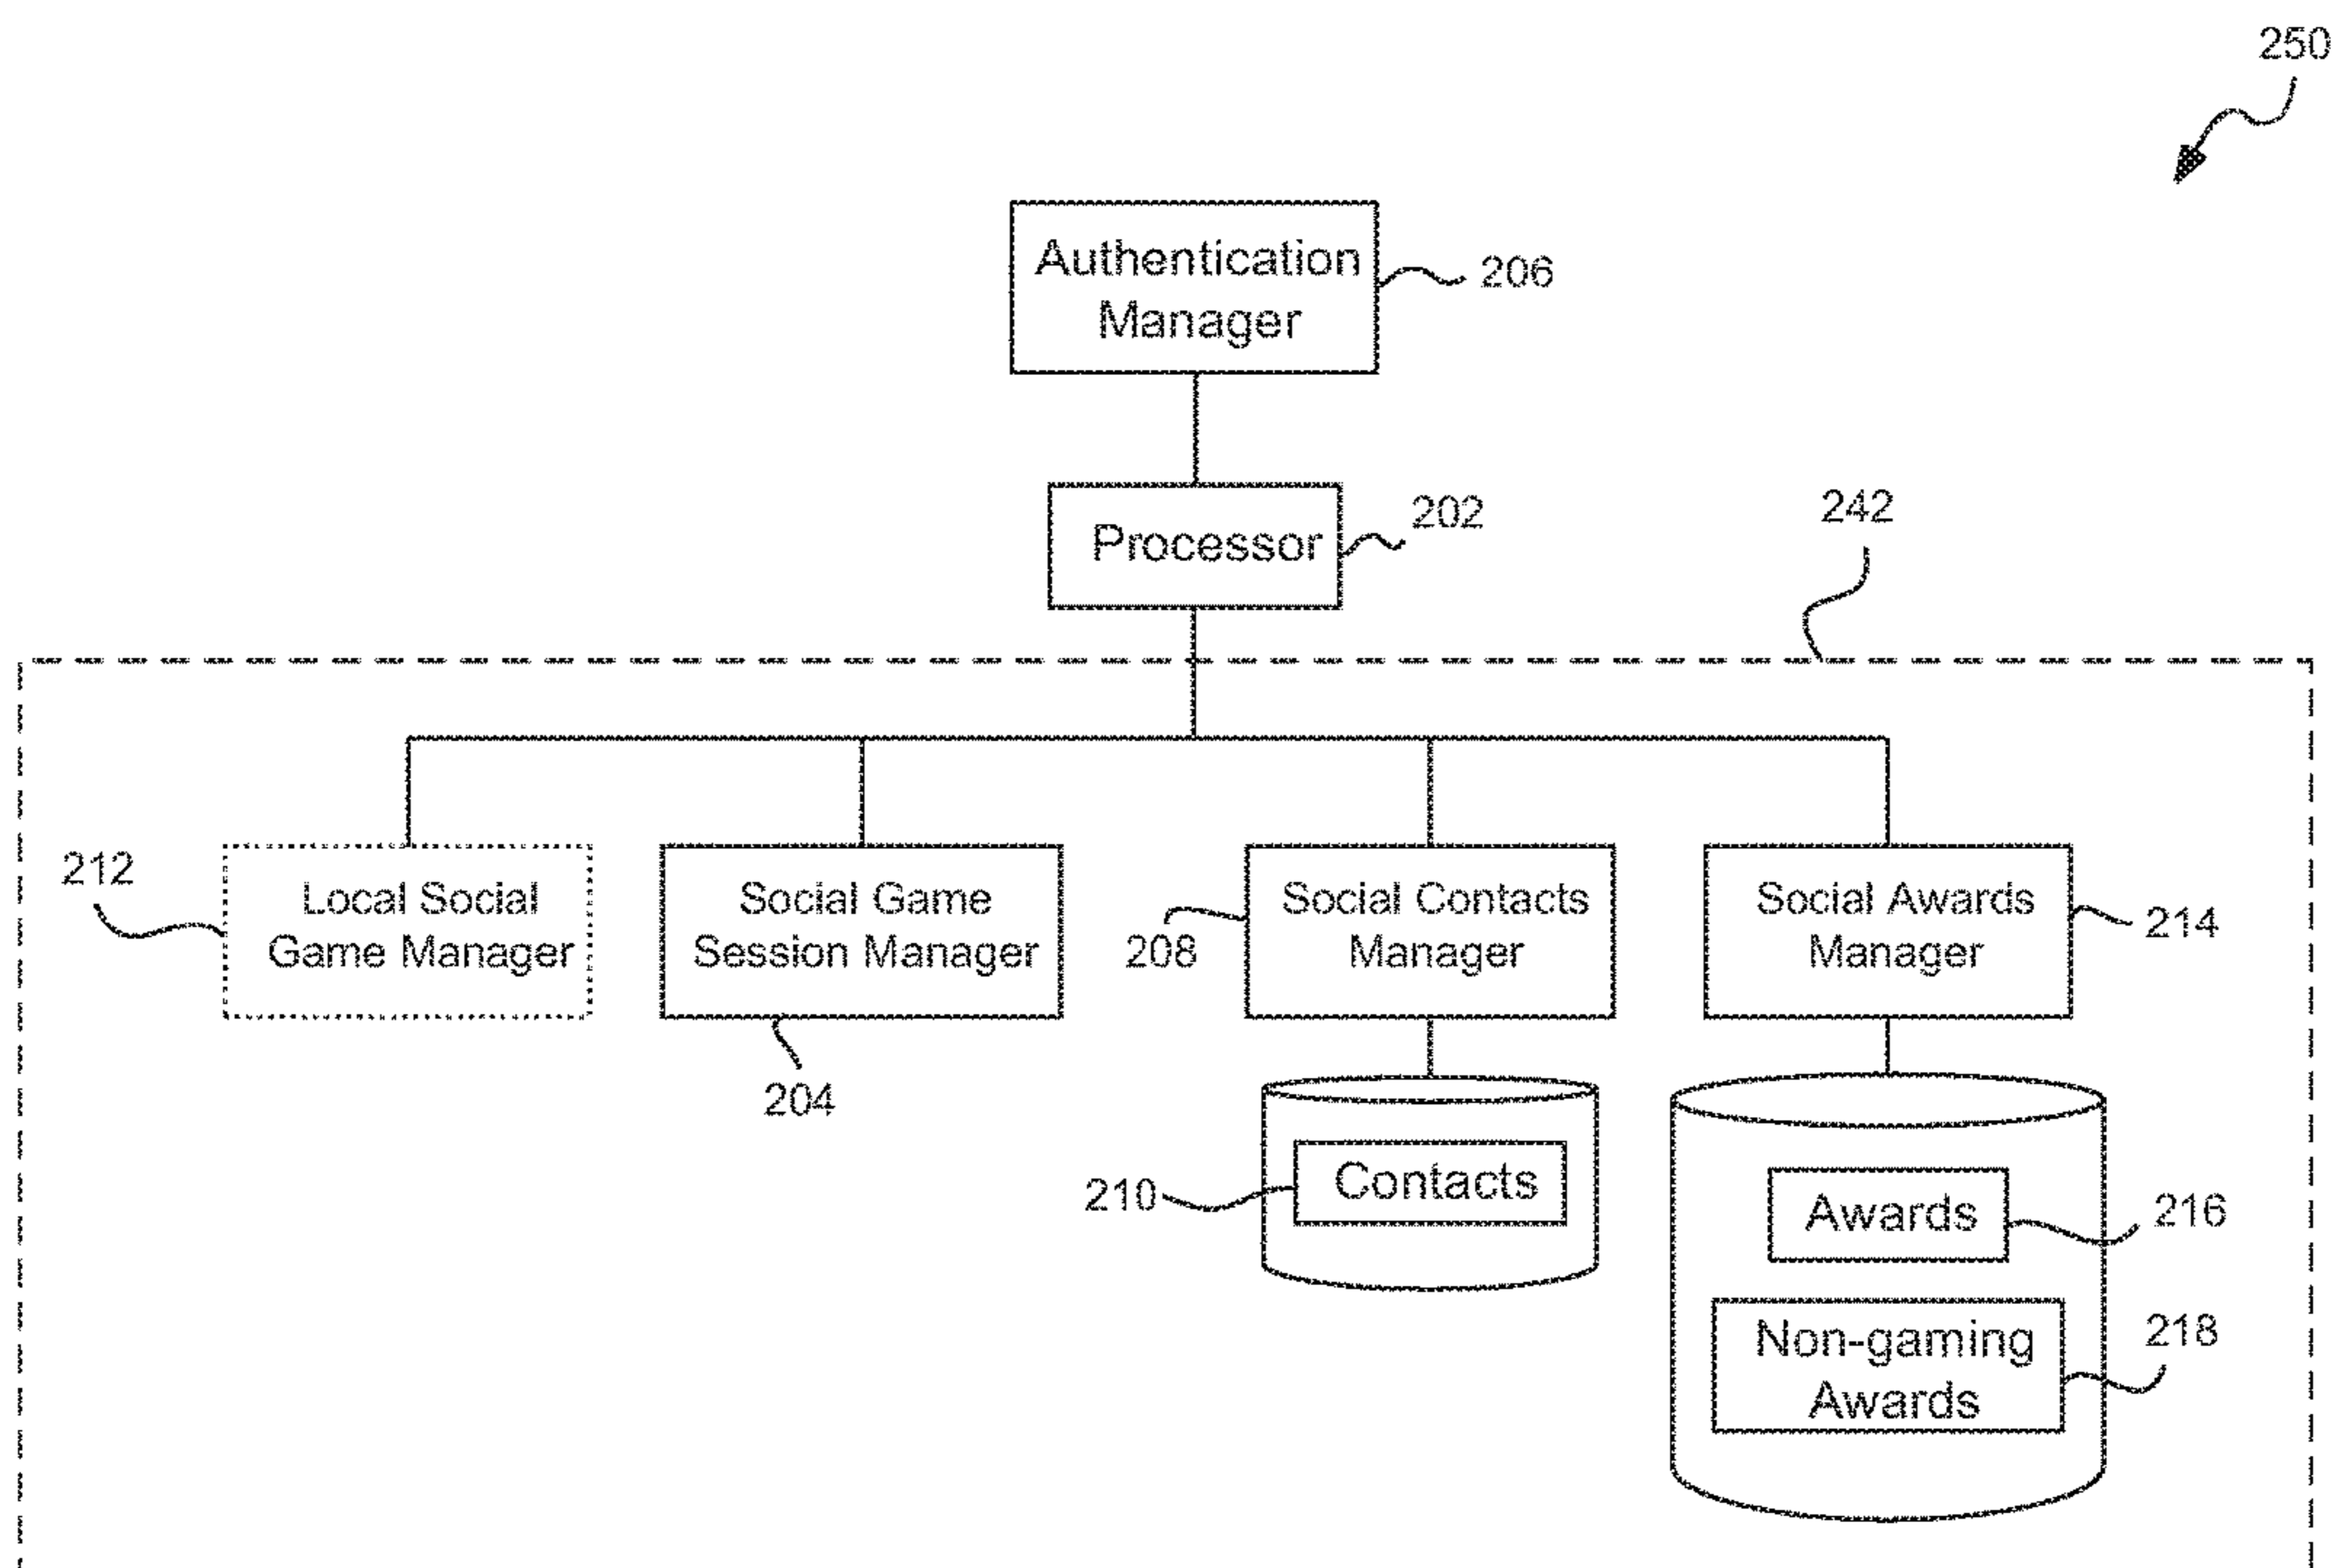 250
Authentication
Manager
206
Processor
202
242
212
Local Social
Game Manager
Social Game
Session Manager
204
208
Social Contacts
Manager
Social Awards
Manager
214
210
Contacts
Awards
216
Non-gaming
Awards
218